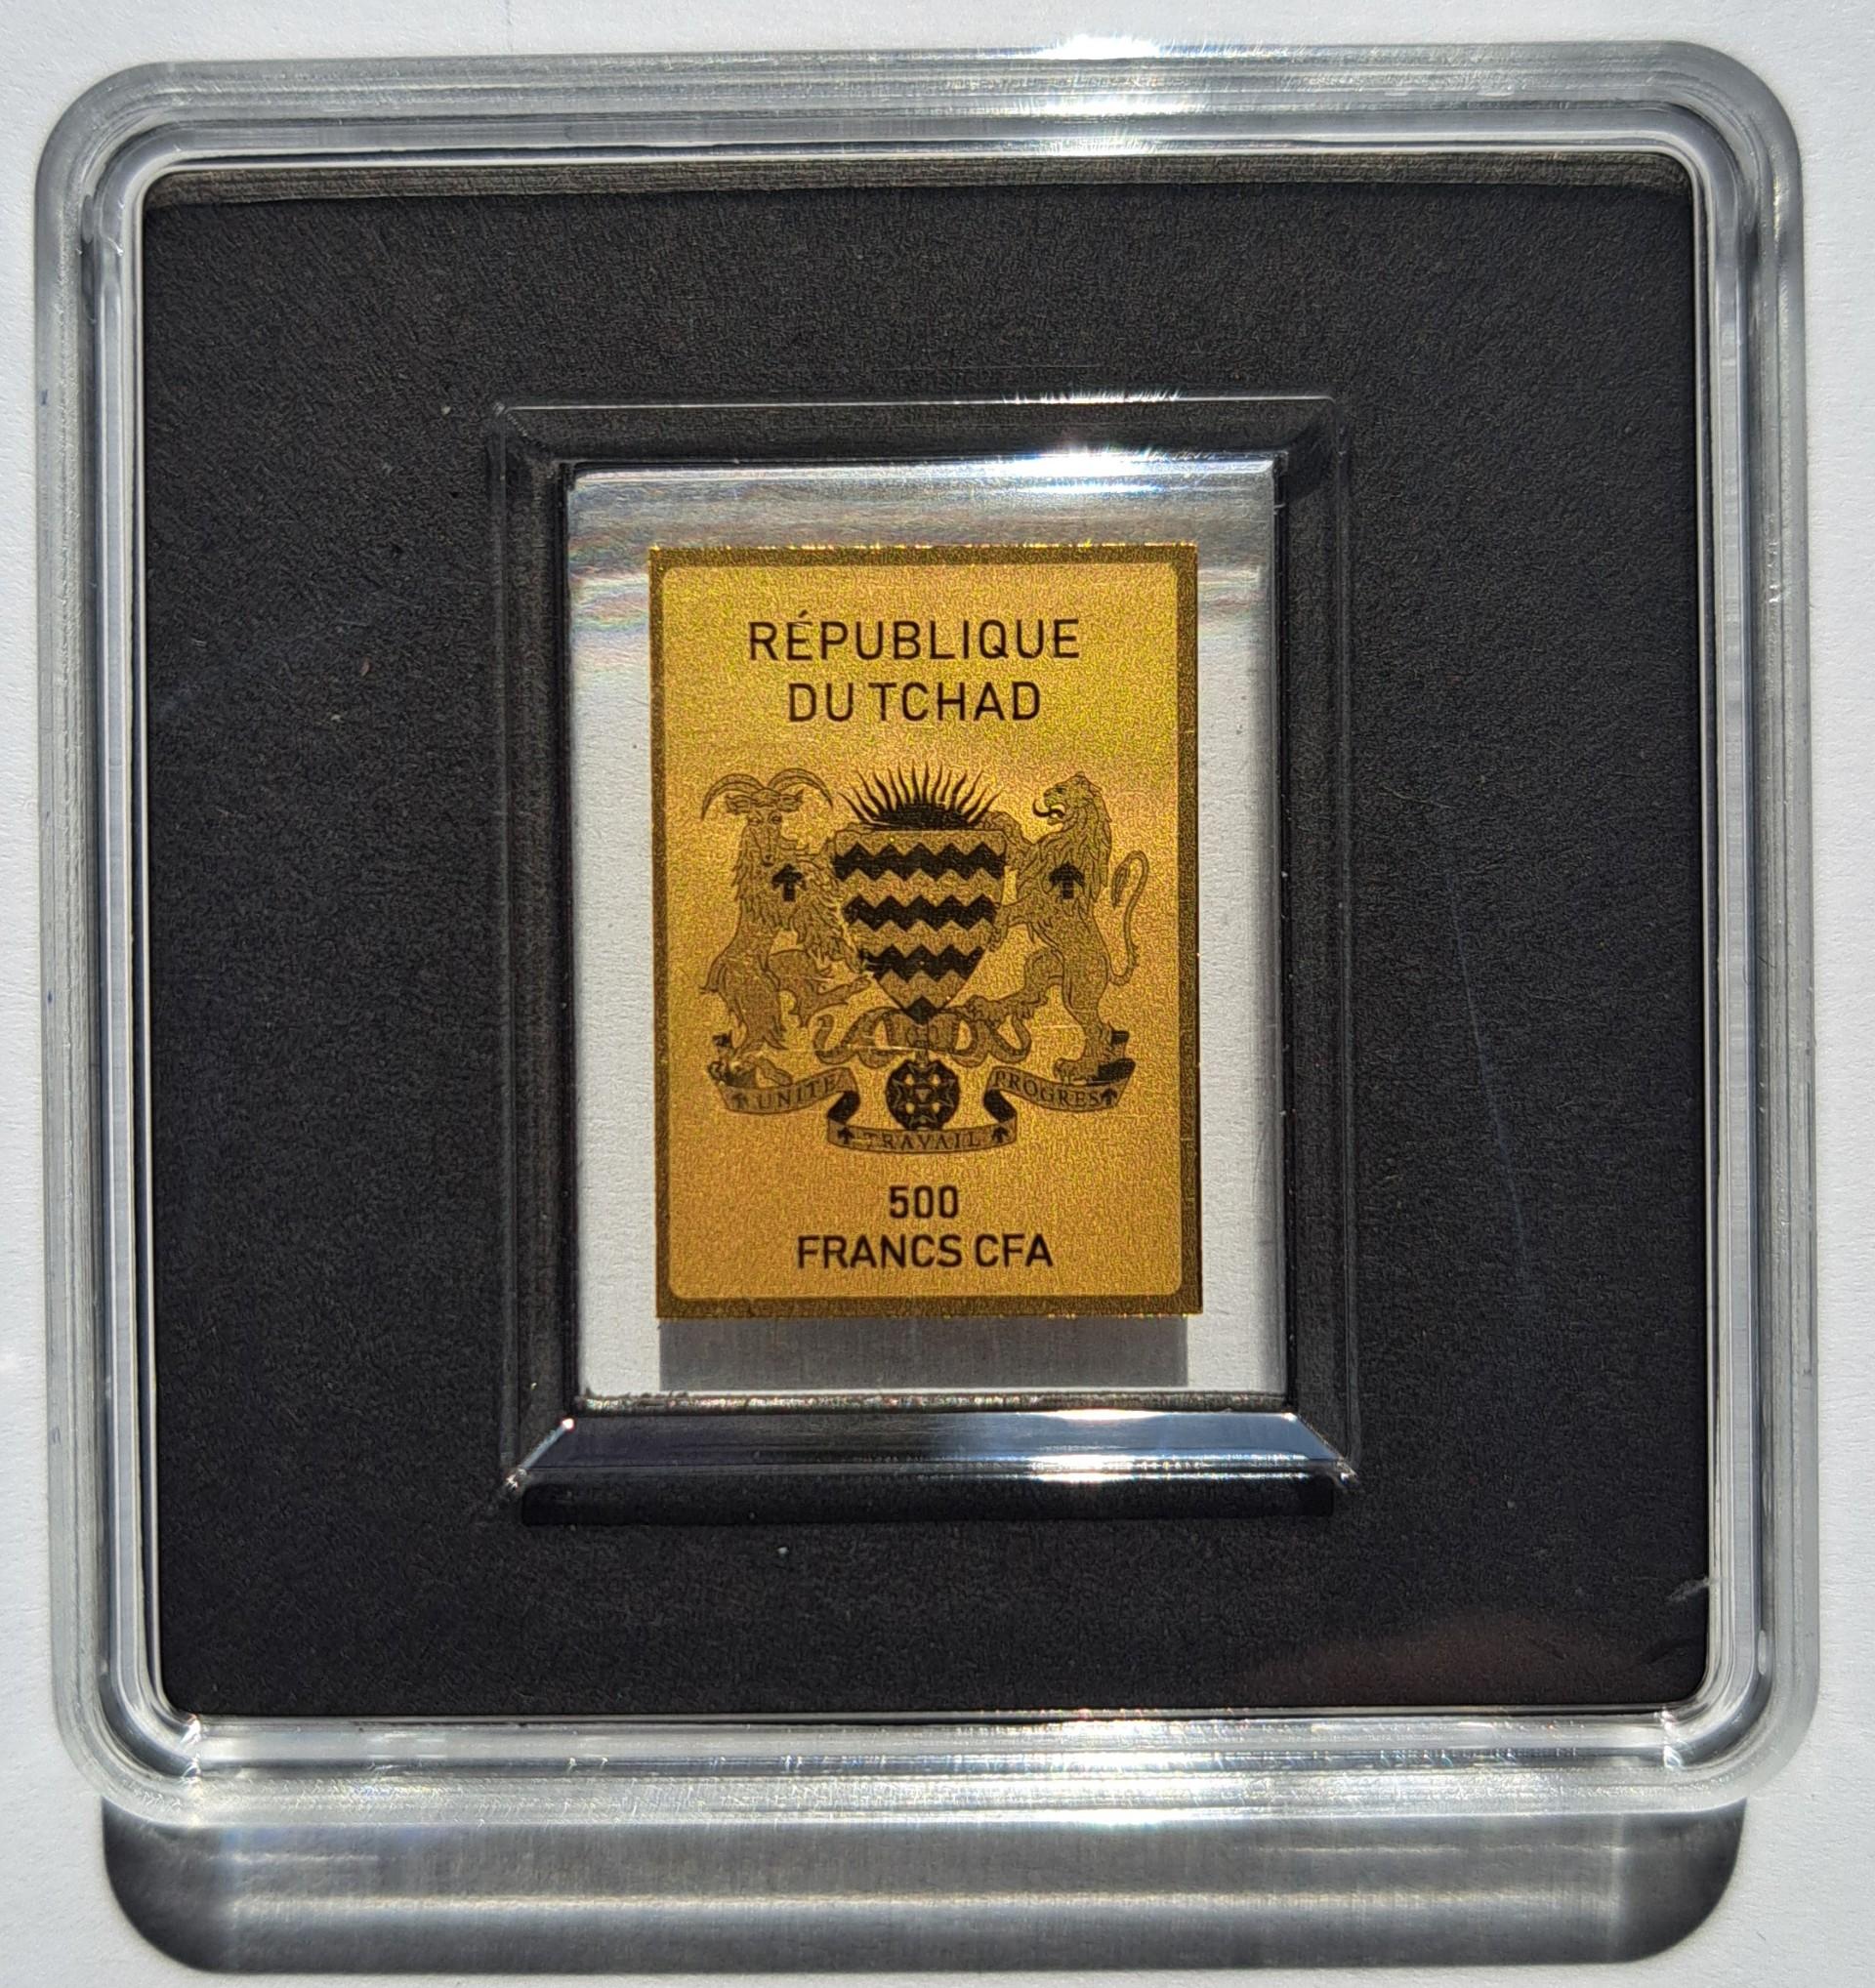 RÉPUBLIQUE
DU TCHAD
UNITE PROGRES
TRAVAIL
500
FRANCS CFA